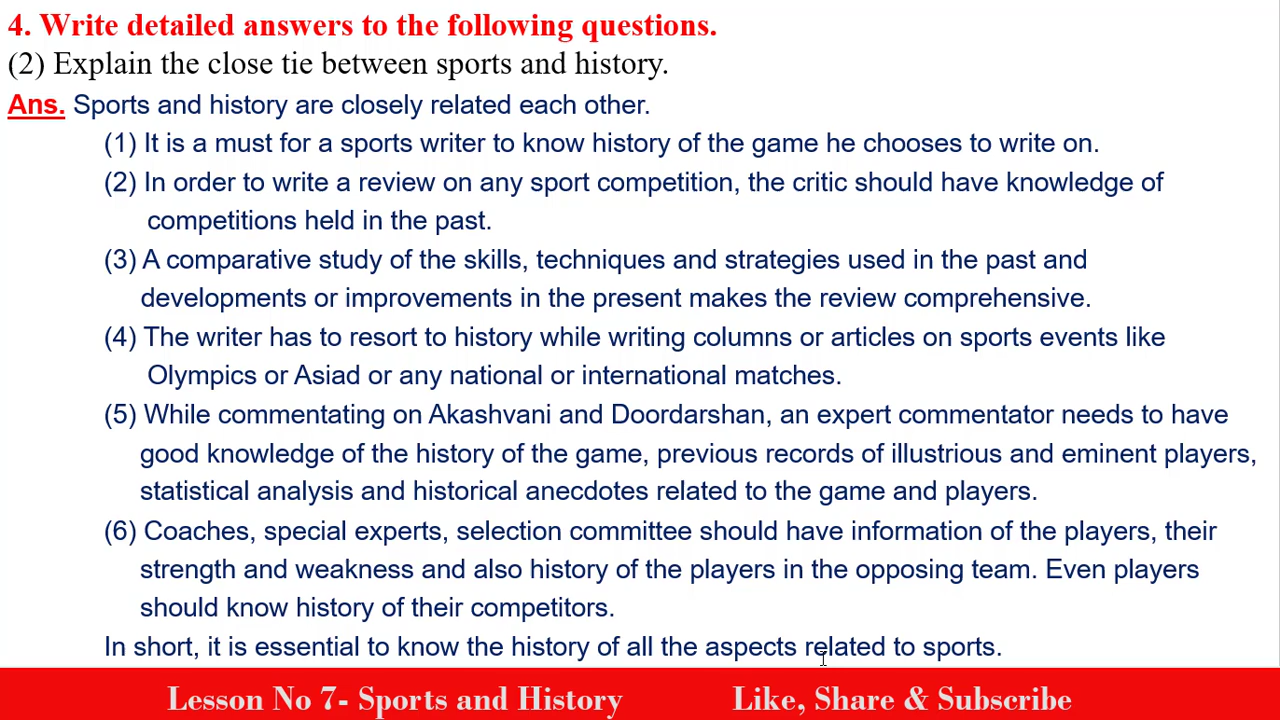 4. Write detailed answers to the following questions.
(2) Explain the close tie between sports and history.
Ans. Sports and history are closely related each other.
(1) It is a must for a sports writer to know history of the game he chooses to write on.
(2) In order to write a review on any sport competition, the critic should have knowledge of
competitions held in the past.
(3) A comparative study of the skills, techniques and strategies used in the past and
developments or improvements in the present makes the review comprehensive.
(4) The writer has to resort to history while writing columns or articles on sports events like
Olympics or Asiad or any national or international matches.
(5) While commentating on Akashvani and Doordarshan, an expert commentator needs to have
good knowledge of the history of the game, previous records of illustrious and eminent players,
statistical analysis and historical anecdotes related to the game and players.
(6) Coaches, special experts, selection committee should have information of the players, their
strength and weakness and also history of the players in the opposing team. Even players
should know history of their competitors.
In short, it is essential to know the history of all the aspects related to sports.
Lesson No 7- Sports and History Like, Share & Subscribe